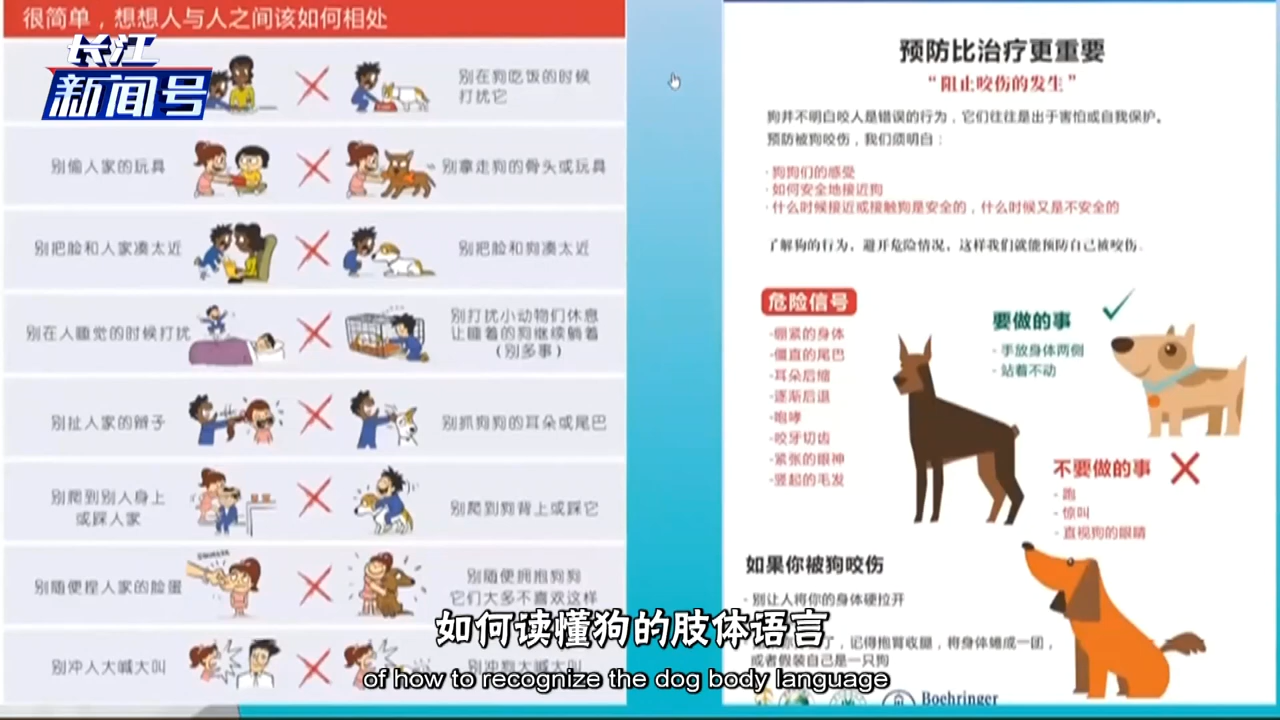 很简单，想想人与人之间该如何相处
长江
新闻号
别在狗吃饭的时候
打扰它
别偷人家的玩具
别拿走狗的骨头或玩具
别把脸和人家凑太近
别把脸和狗凑太近
别在人睡觉的时候打扰
别打扰小动物们休息
让睡着的狗继续躺着
（别多事）
别扯人家的辫子
别抓狗狗的耳朵或尾巴
别爬到别人身上
或踩人家
别爬到狗背上或踩它
别随便捏人家的脸蛋
别随便拥抱狗狗
它们大多不喜欢这样
别冲人大喊大叫
别冲狗大喊大叫
预防比治疗更重要
“阻止咬伤的发生”
狗并不明白咬人是错误的行为，它们往往是出于害怕或自我保护。
预防被狗咬伤，我们须明白：
·狗狗们的感受
·如何安全地接近狗
·什么时候接近或接触狗是安全的，什么时候又是不安全的
了解狗的行为，避开危险情况，这样我们就能预防自己被咬伤.
危险信号
-绷紧的身体
-僵直的尾巴
-耳朵后缩
-逐渐后退
-咆哮
-咬牙切齿
-紧张的眼神
-竖起的毛发
要做的事
- 手放身体两侧
- 站着不动
不要做的事
- 跑
- 惊叫
- 直视狗的眼睛
如果你被狗咬伤
- 别让人将你的身体硬拉开
了，记得抱臂收腿，将身体蜷成一团，
或者假装自己是一只狗
Boehringer
如何读懂狗的肢体语言
of how to recognize the dog body language